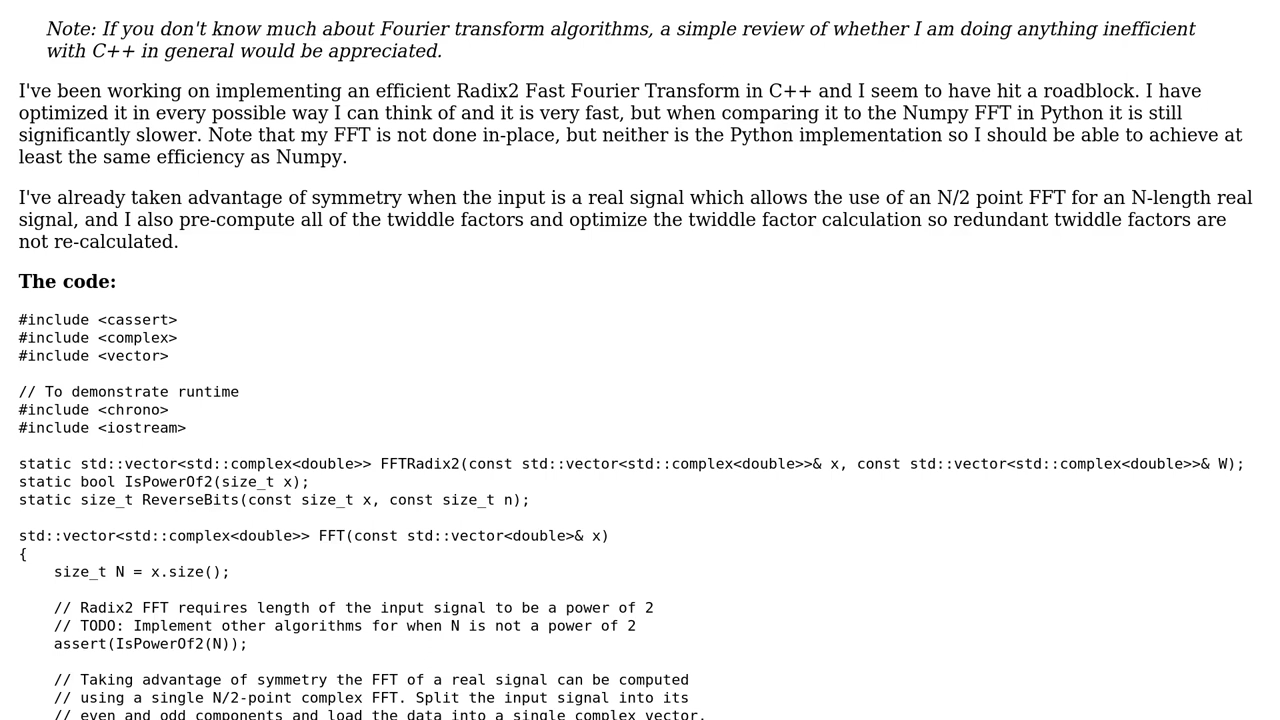 Note: If you don't know much about Fourier transform algorithms, a simple review of whether I am doing anything inefficient
with C++ in general would be appreciated.
I've been working on implementing an efficient Radix2 Fast Fourier Transform in C++ and I seem to have hit a roadblock. I have
optimized it in every possible way I can think of and it is very fast, but when comparing it to the Numpy FFT in Python it is still
significantly slower. Note that my FFT is not done in-place, but neither is the Python implementation so I should be able to achieve at
least the same efficiency as Numpy.
I've already taken advantage of symmetry when the input is a real signal which allows the use of an N/2 point FFT for an N-length real
signal, and I also pre-compute all of the twiddle factors and optimize the twiddle factor calculation so redundant twiddle factors are
not re-calculated.
The code:
#include <cassert>
#include <complex>
#include <vector>
// To demonstrate runtime
#include <chrono>
#include <iostream>
static std::vector<std::complex<double>> FFTRadix2(const std::vector<std::complex<double>>& x, const std::vector<std::complex<double>>& W);
static bool IsPowerOf2(size_t x);
static size_t ReverseBits(const size_t x, const size_t n);
std::vector<std::complex<double>> FFT(const std::vector<double>& x)
{
    size_t N = x.size();
    // Radix2 FFT requires length of the input signal to be a power of 2
    // TODO: Implement other algorithms for when N is not a power of 2
    assert(IsPowerOf2(N));
    // Taking advantage of symmetry the FFT of a real signal can be computed
    // using a single N/2-point complex FFT. Split the input signal into its
    // even and odd components and load the data into a single complex vector.